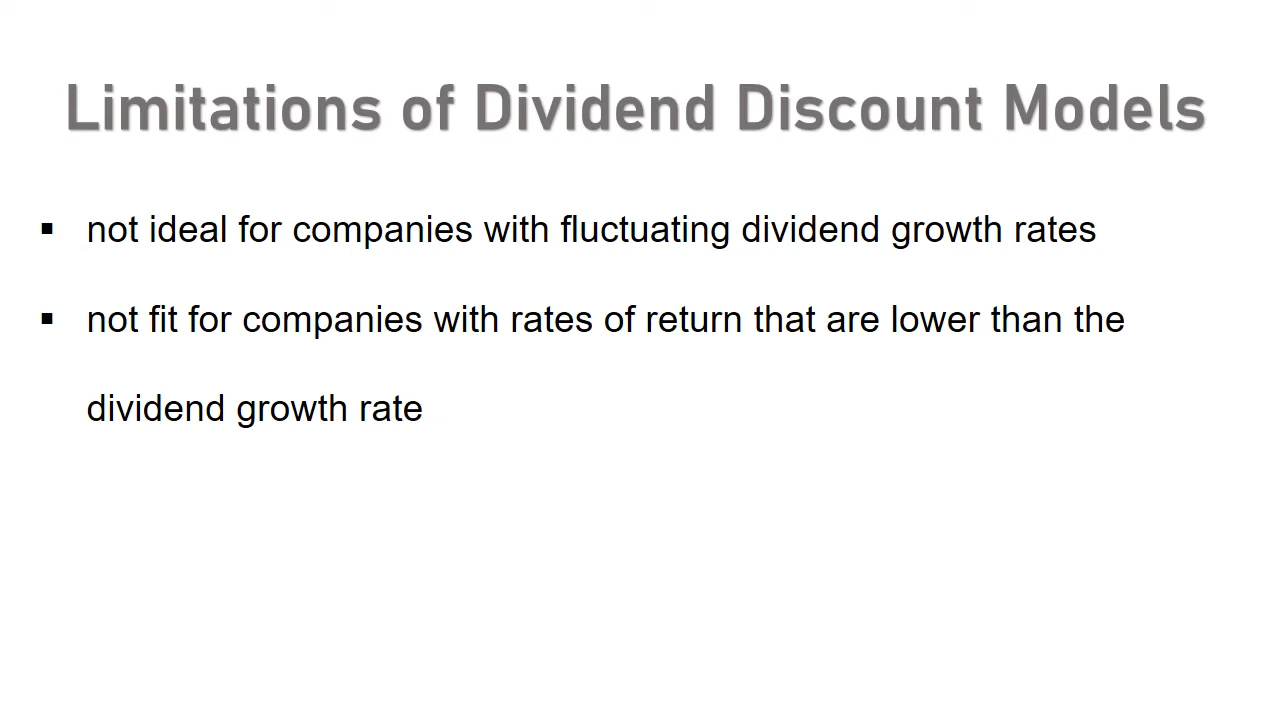 Limitations of Dividend Discount Models
▪ not ideal for companies with fluctuating dividend growth rates
▪ not fit for companies with rates of return that are lower than the
dividend growth rate